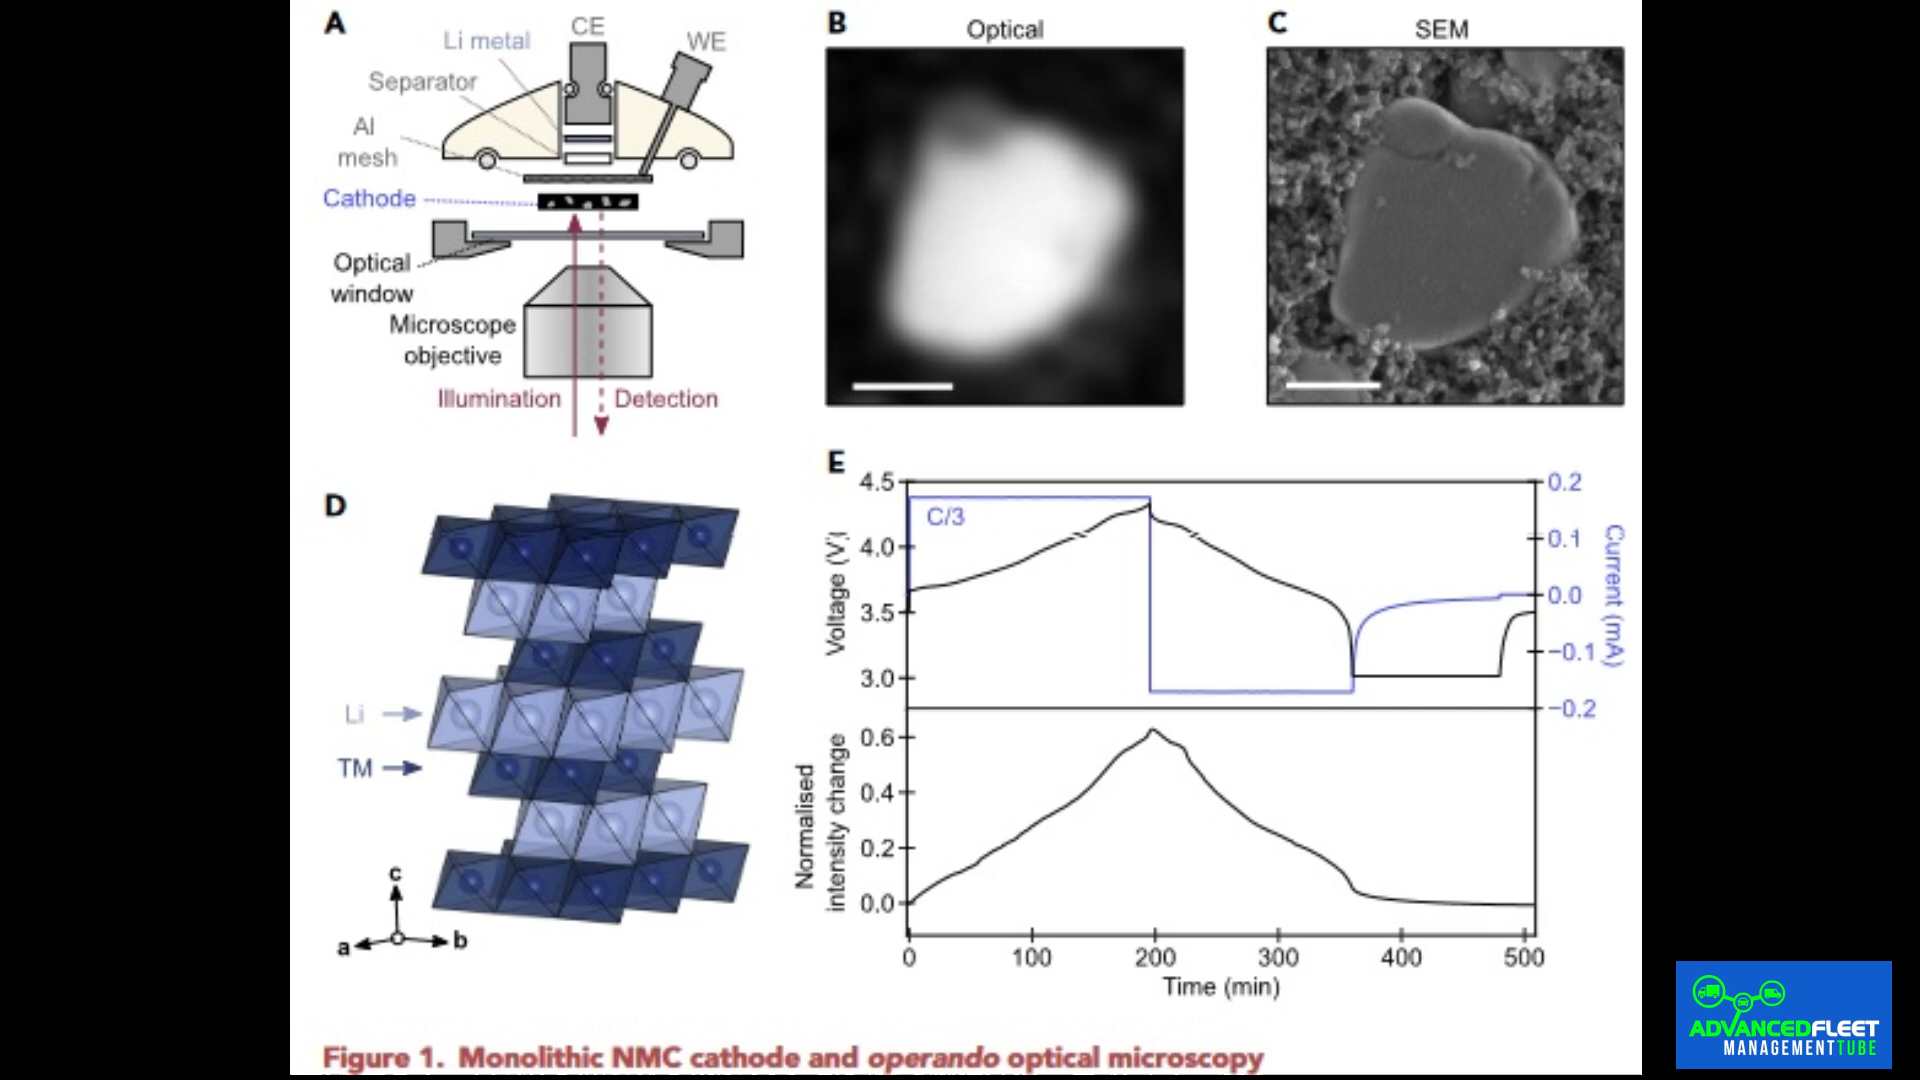 A
CE
Li metal
WE
Separator
Al
mesh
Cathode
Optical
window
Microscope
objective
Illumination
Detection
B
Optical
C
SEM
D
Li
TM
c
a
b
E
C/3
4.5
4.0
3.5
3.0
Voltage (V)
0.2
0.1
0.0
−0.1
−0.2
Current (mA)
0.6
0.4
0.2
0.0
Normalised
intensity change
0 100 200 300 400 500
Time (min)
Figure 1. Monolithic NMC cathode and operando optical microscopy
ADVANCEDFLEET
MANAGEMENTTUBE